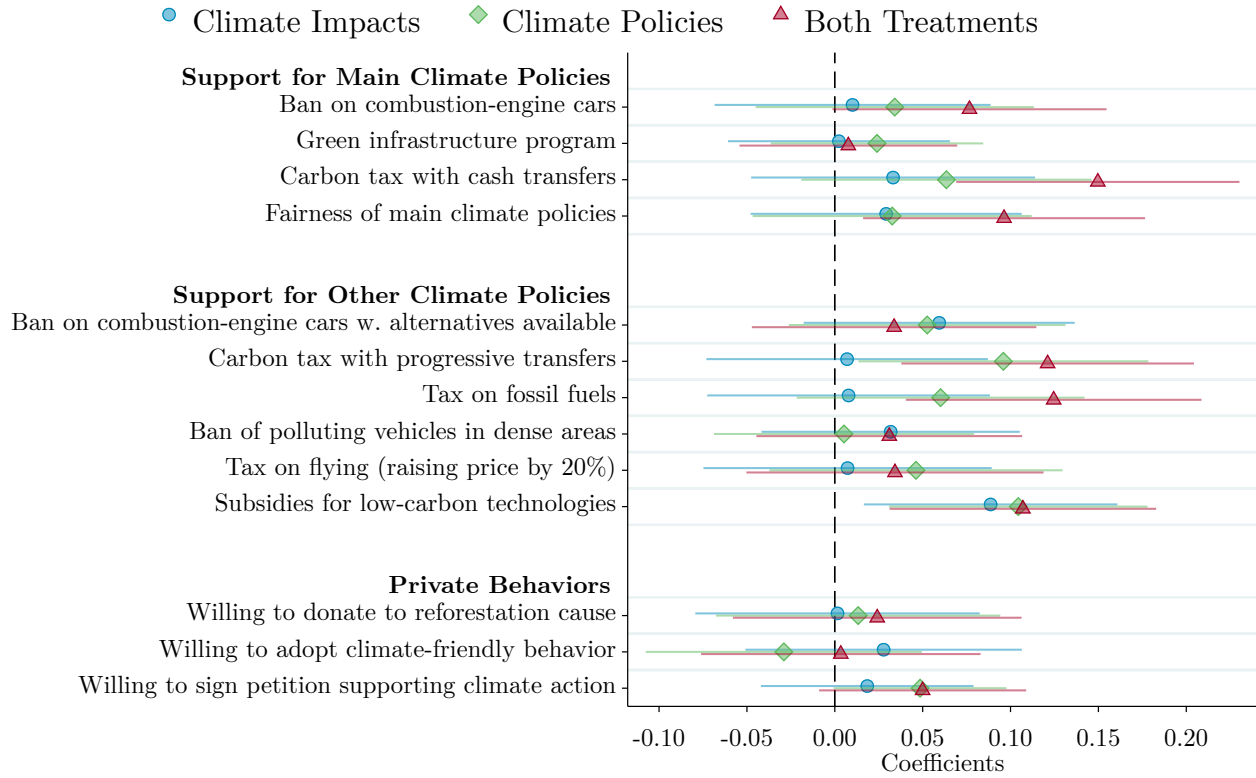 Climate Impacts Climate Policies Both Treatments
Support for Main Climate Policies
Ban on combustion-engine cars
Green infrastructure program
Carbon tax with cash transfers
Fairness of main climate policies
Support for Other Climate Policies
Ban on combustion-engine cars w. alternatives available
Carbon tax with progressive transfers
Tax on fossil fuels
Ban of polluting vehicles in dense areas
Tax on flying (raising price by 20%)
Subsidies for low-carbon technologies
Private Behaviors
Willing to donate to reforestation cause
Willing to adopt climate-friendly behavior
Willing to sign petition supporting climate action
-0.10 -0.05 0.00 0.05 0.10 0.15 0.20
Coefficients